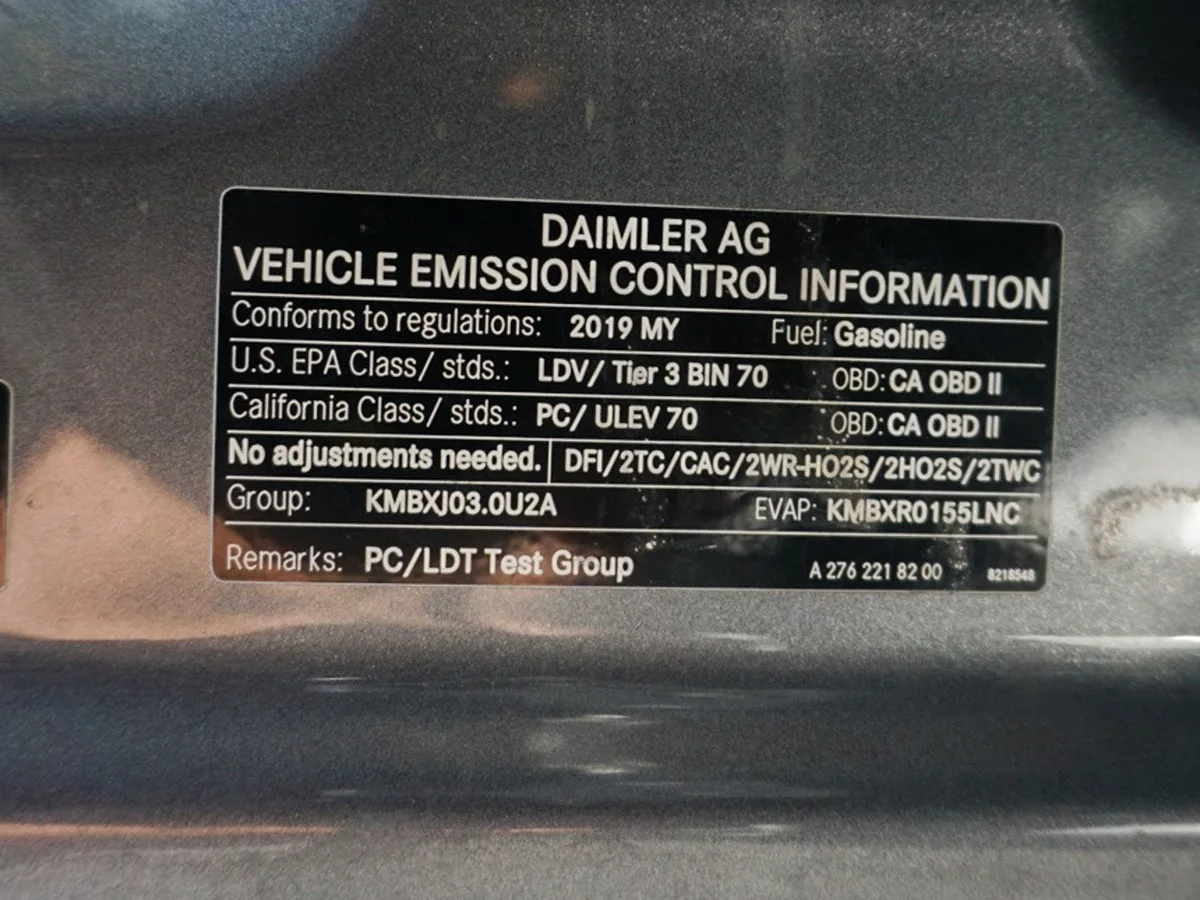 DAIMLER AG
VEHICLE EMISSION CONTROL INFORMATION
Conforms to regulations: 2019 MY Fuel: Gasoline
U.S. EPA Class/ stds.: LDV/ Tier 3 BIN 70 OBD: CA OBD II
California Class/ stds.: PC/ ULEV 70 OBD: CA OBD II
No adjustments needed. DFI/2TC/CAC/2WR-HO2S/2HO2S/2TWC
Group: KMBXJ03.0U2A EVAP: KMBXR0155LNC
Remarks: PC/LDT Test Group A 276 221 82 00 8218548